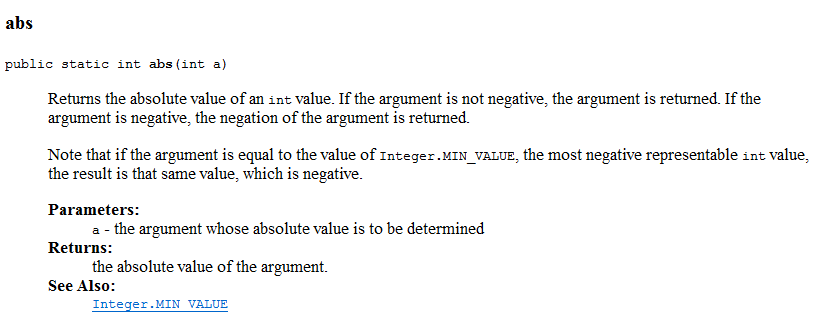 abs
public static int abs(int a)
Returns the absolute value of an int value. If the argument is not negative, the argument is returned. If the
argument is negative, the negation of the argument is returned.
Note that if the argument is equal to the value of Integer.MIN_VALUE, the most negative representable int value,
the result is that same value, which is negative.
Parameters:
a - the argument whose absolute value is to be determined
Returns:
the absolute value of the argument.
See Also:
Integer.MIN_VALUE